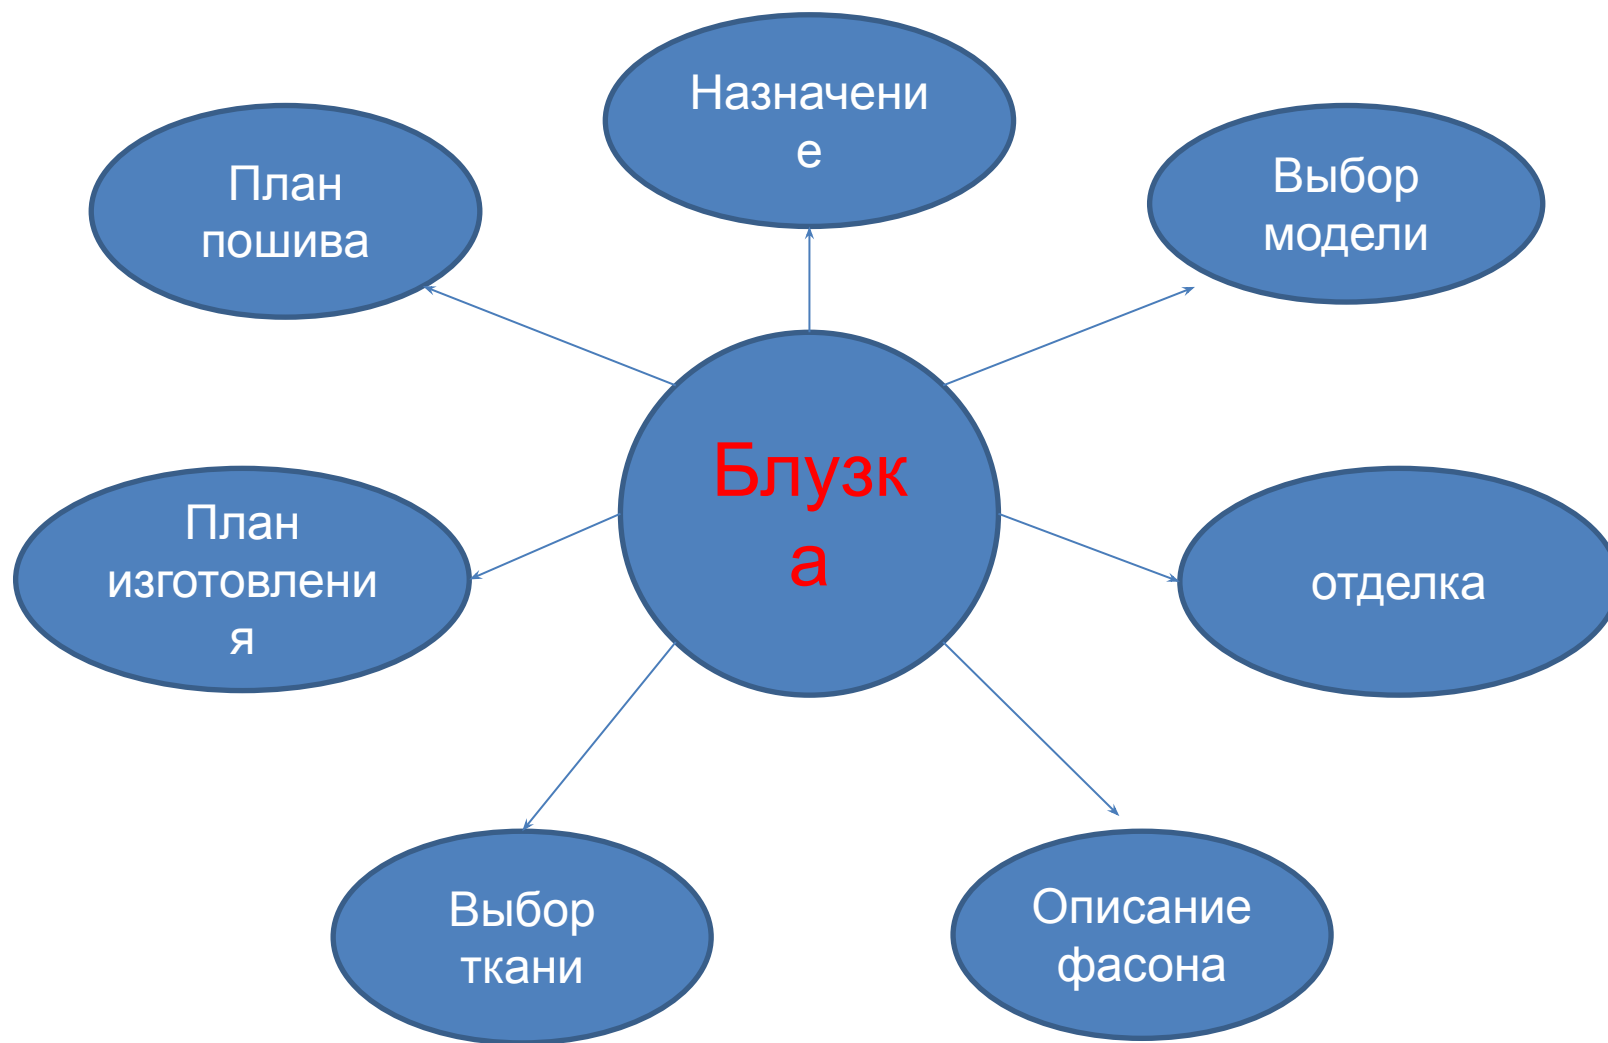 Назначени
е
План
пошива
Выбор
модели
Блузк
а
План
изготовлени
я
отделка
Выбор
ткани
Описание
фасона